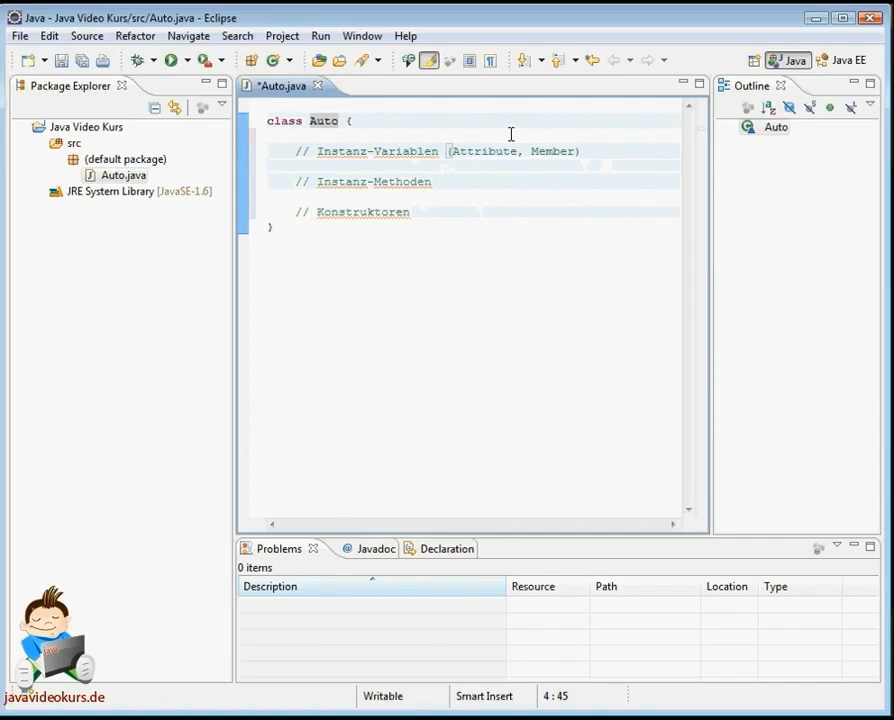 Java - Java Video Kurs/src/Auto.java - Eclipse
File Edit Source Refactor Navigate Search Project Run Window Help
Java Java EE
Package Explorer
*Auto.java
Outline
Java Video Kurs
src
(default package)
Auto.java
JRE System Library [JavaSE-1.6]
class Auto {
// Instanz-Variablen (Attribute, Member)
// Instanz-Methoden
// Konstruktoren
}
Auto
Problems @ Javadoc Declaration
0 items
Description Resource Path Location Type
Java
javavideokurs.de
Writable Smart Insert 4 : 45